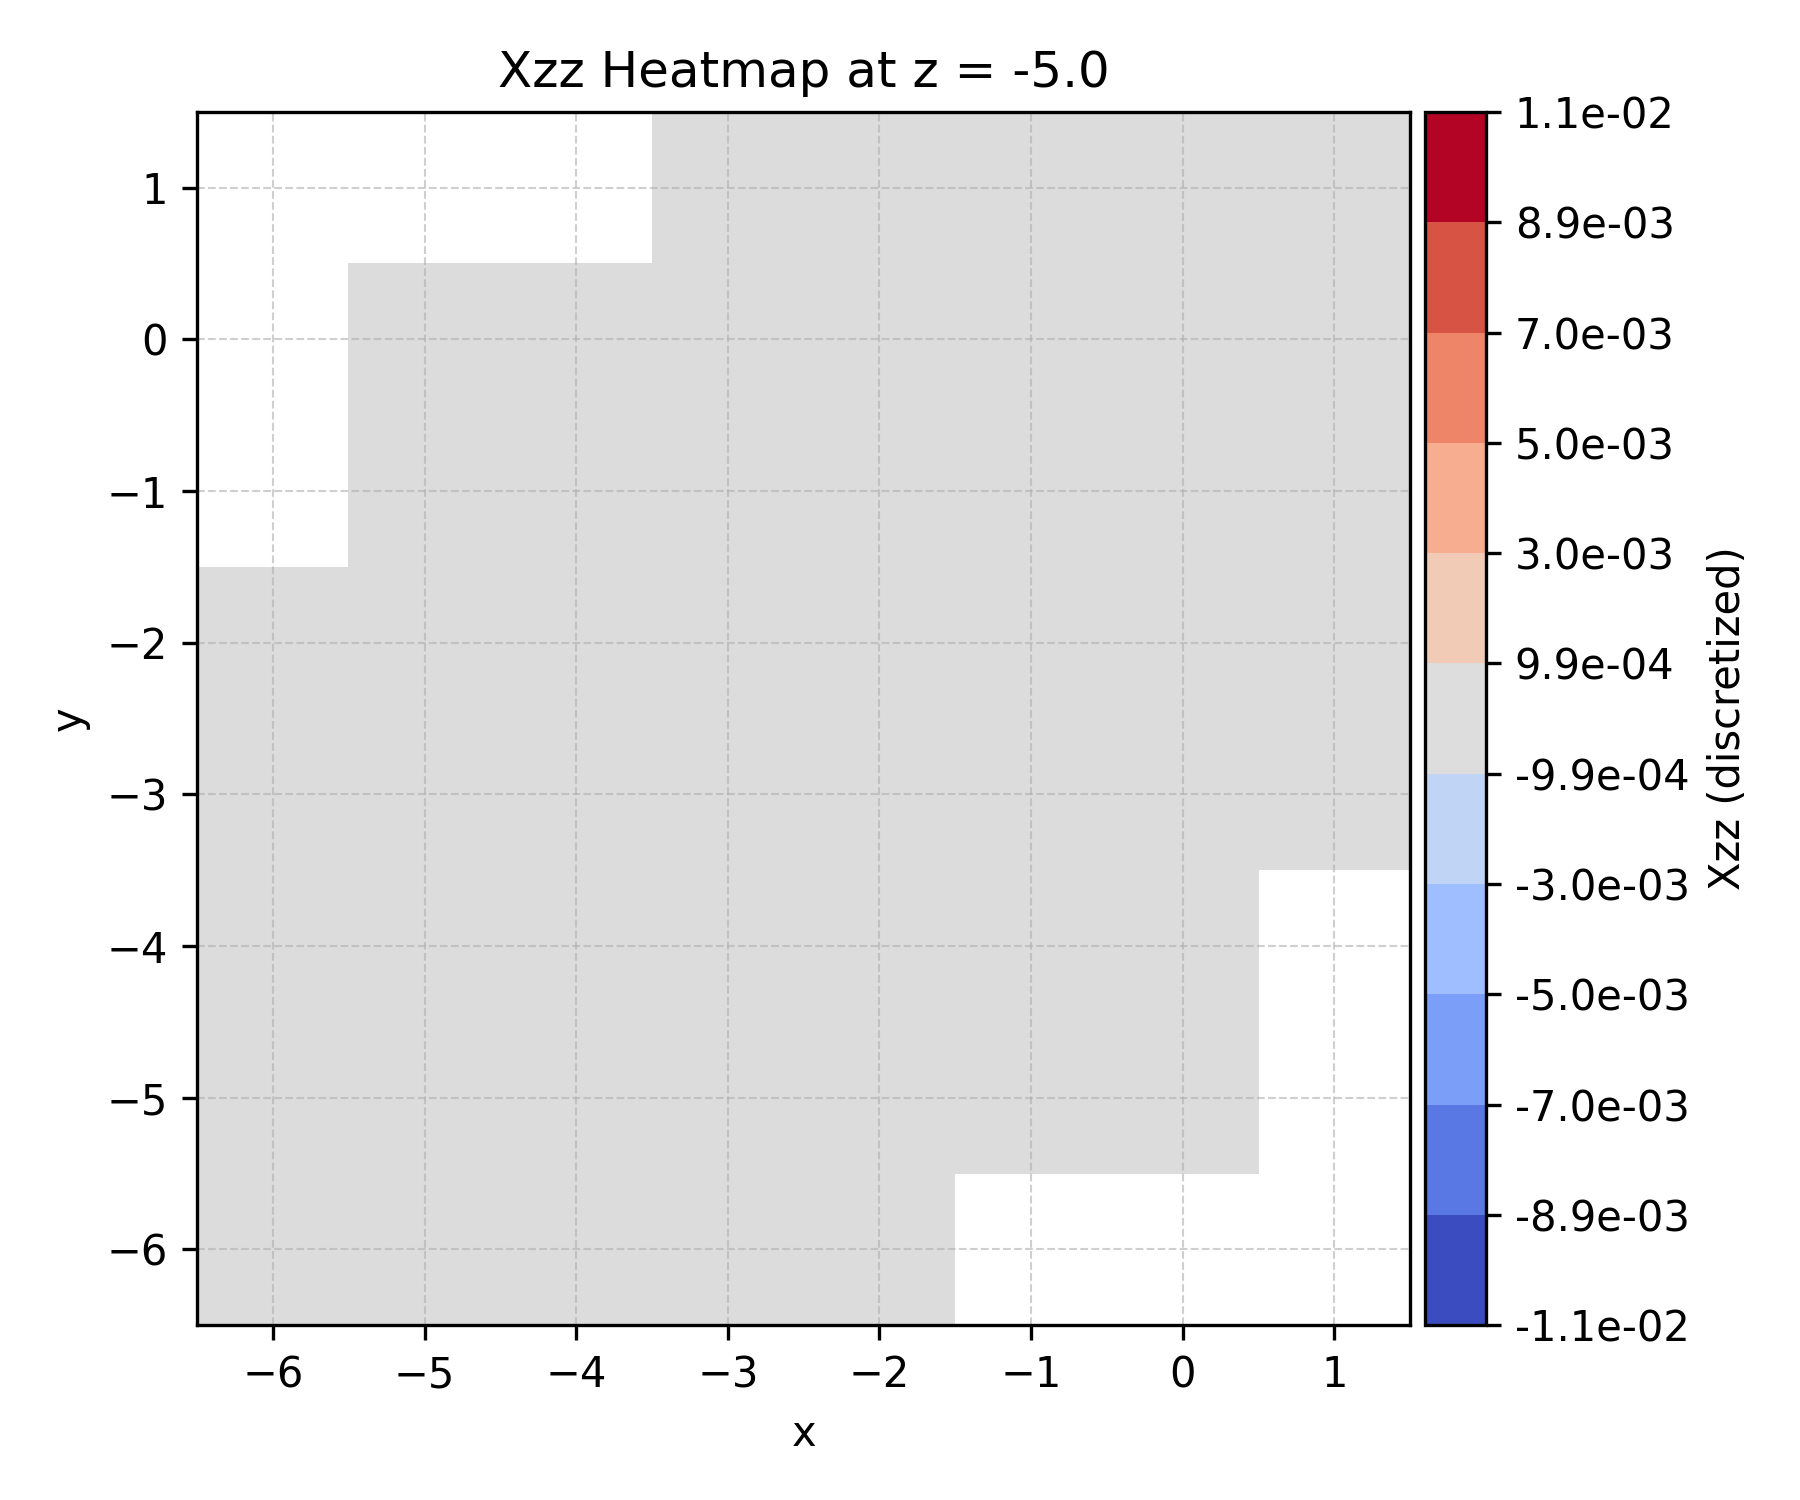 Xzz Heatmap at z = -5.0
1
0
−1
−2
−3
−4
−5
−6
y
−6
−5
−4
−3
−2
−1
0
1
x
1.1e-02
8.9e-03
7.0e-03
5.0e-03
3.0e-03
9.9e-04
-9.9e-04
-3.0e-03
-5.0e-03
-7.0e-03
-8.9e-03
-1.1e-02
Xzz (discretized)